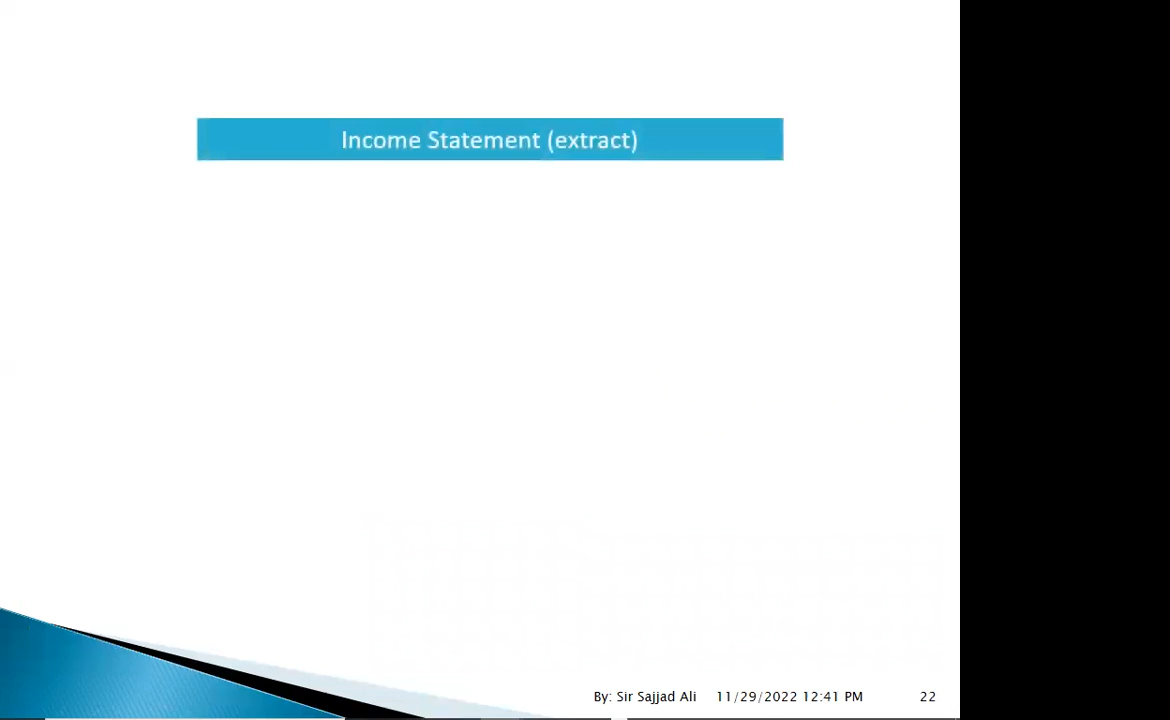 Income Statement (extract)
By: Sir Sajjad Ali 11/29/2022 12:41 PM 22